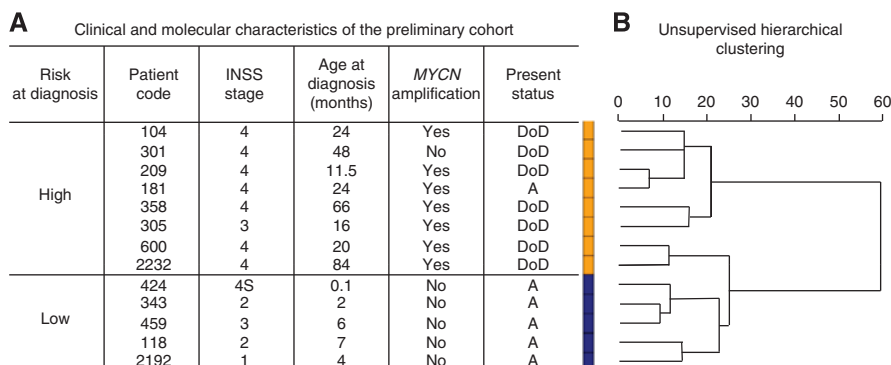 A Clinical and molecular characteristics of the preliminary cohort
Risk at diagnosis | Patient code | INSS stage | Age at diagnosis (months) | MYCN amplification | Present status
High
104 4 24 Yes DoD
301 4 48 No DoD
209 4 11.5 Yes DoD
181 4 24 Yes A
358 4 66 Yes DoD
305 3 16 Yes DoD
600 4 20 Yes DoD
2232 4 84 Yes DoD
Low
424 4S 0.1 No A
343 2 2 No A
459 3 6 No A
118 2 7 No A
2192 1 4 No A
B Unsupervised hierarchical
clustering
0 10 20 30 40 50 60